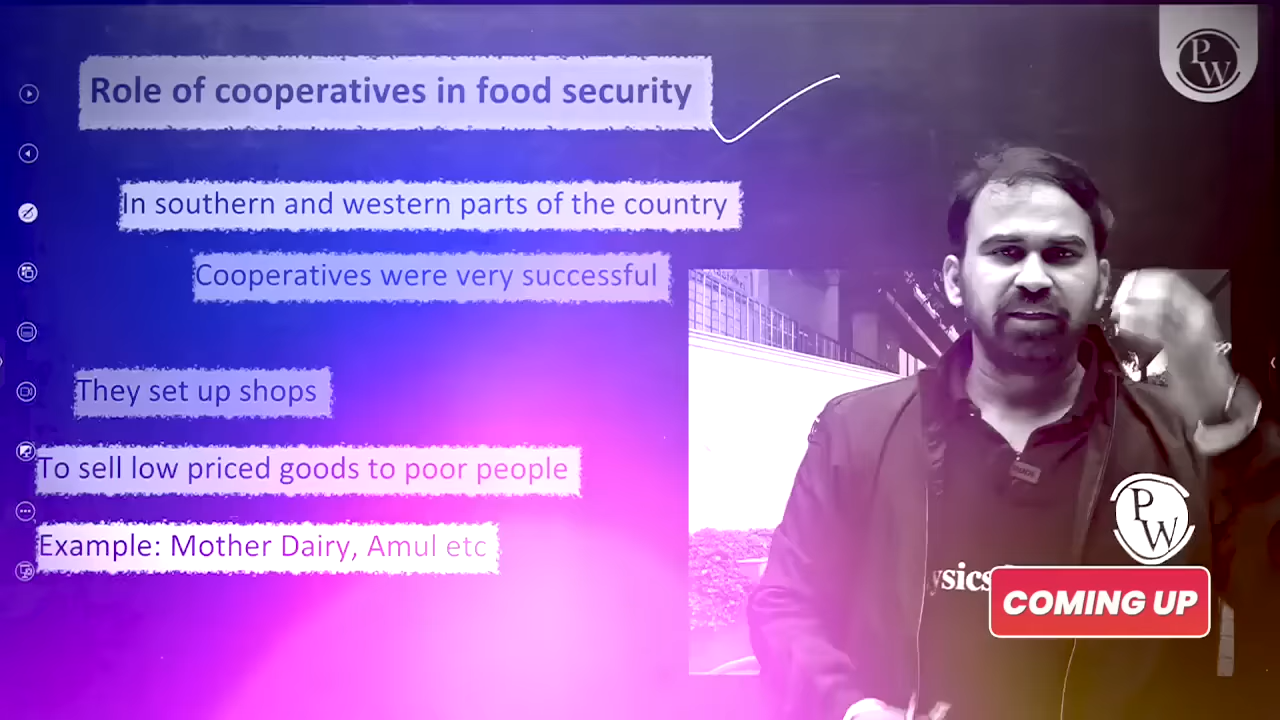 Role of cooperatives in food security
In southern and western parts of the country
Cooperatives were very successful
They set up shops
To sell low priced goods to poor people
Example: Mother Dairy, Amul etc
PW
PW
ysics
COMING UP